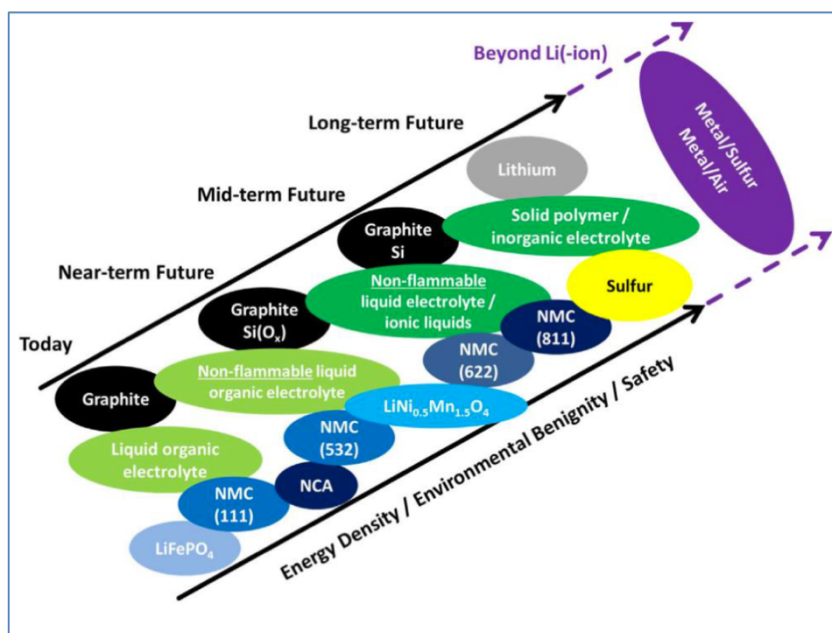 Beyond Li(-ion)
Metal/Sulfur
Metal/Air
Long-term Future
Lithium
Mid-term Future
Solid polymer /
inorganic electrolyte
Graphite
Si
Near-term Future
Non-flammable
liquid electrolyte /
ionic liquids
Sulfur
Graphite
Si(Oₓ)
NMC
(811)
Today
NMC
(622)
Non-flammable liquid
organic electrolyte
Graphite
LiNi₀.₅Mn₁.₅O₄
NMC
(532)
Liquid organic
electrolyte
NCA
NMC
(111)
LiFePO₄
Energy Density / Environmental Benignity / Safety